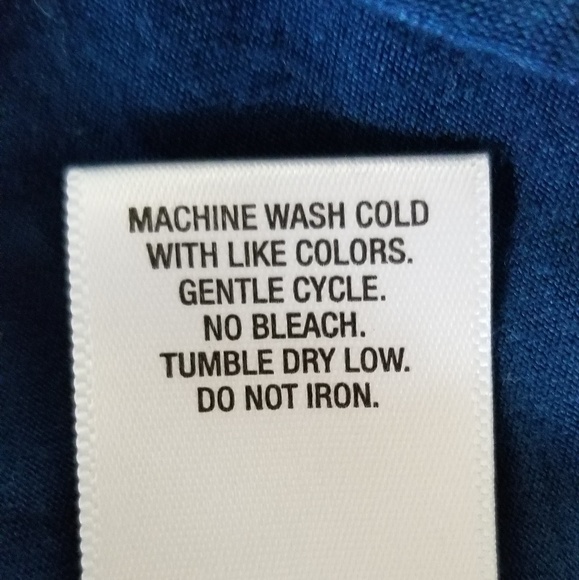 MACHINE WASH COLD
WITH LIKE COLORS.
GENTLE CYCLE.
NO BLEACH.
TUMBLE DRY LOW.
DO NOT IRON.